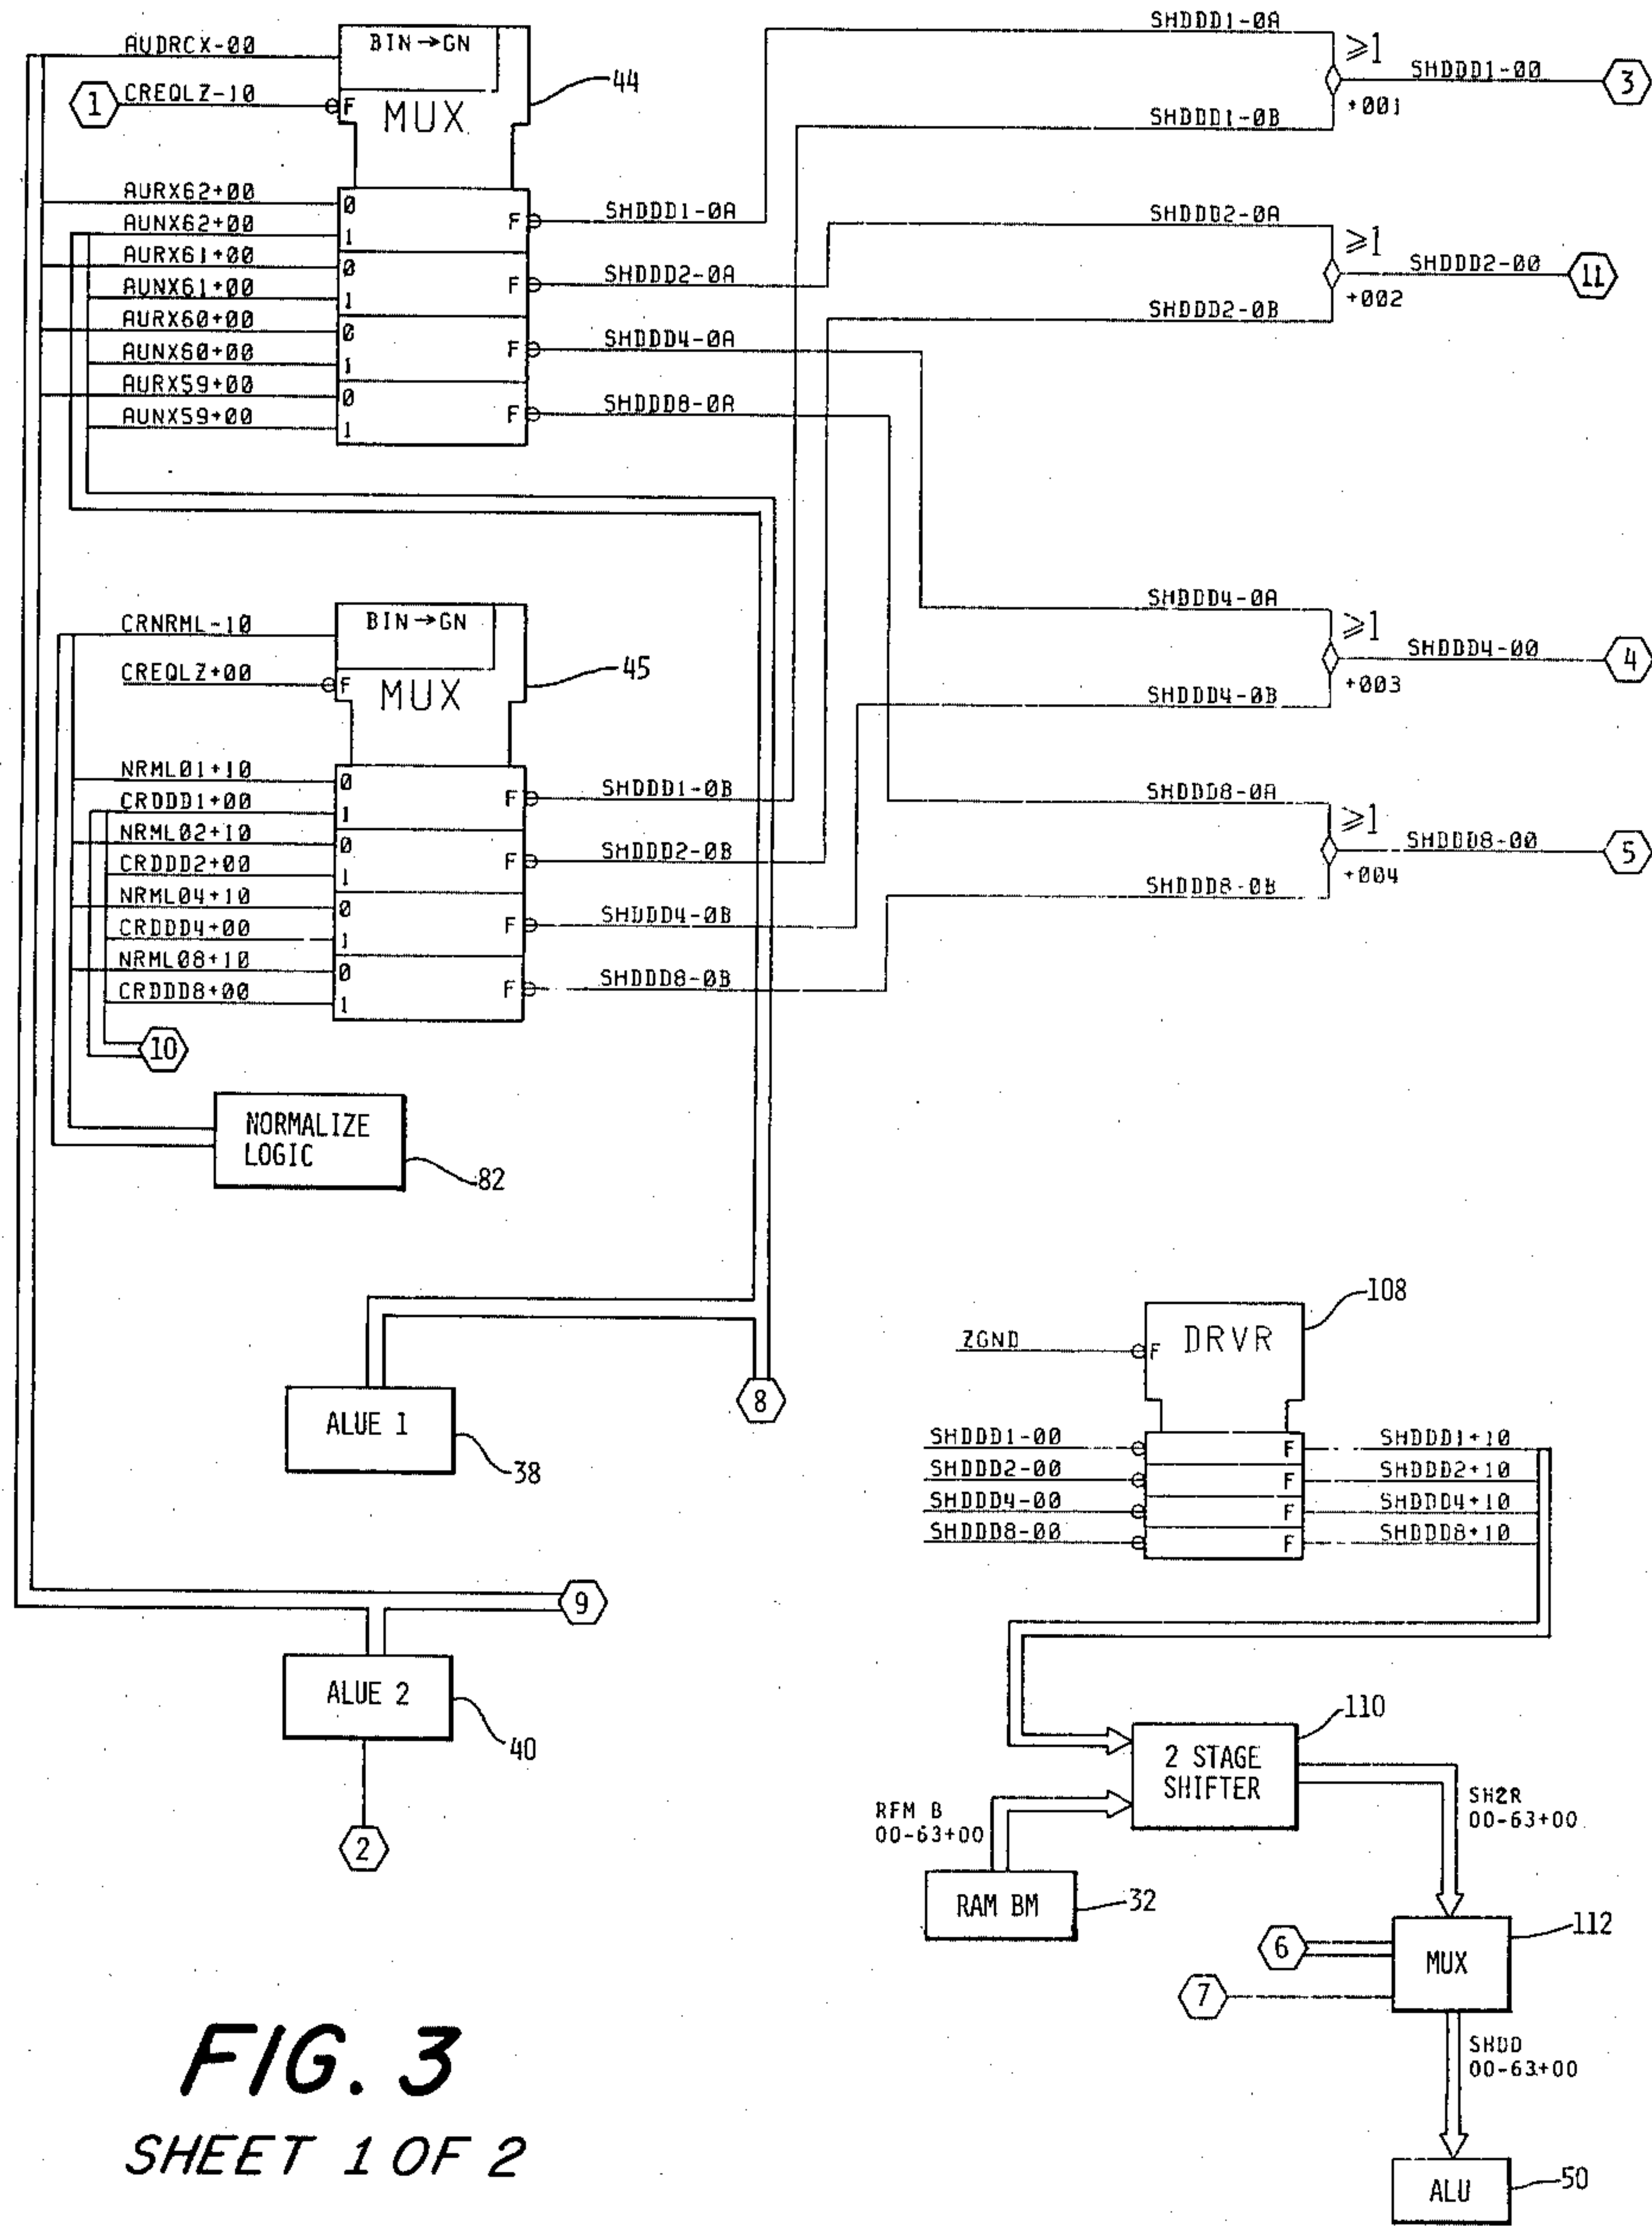 AUDRCX-00
BIN→GN
44
1
CREQLZ-10
F
MUX
AURX62+00
0
AUNX62+00
1
F
SHDDD1-0A
AURX61+00
0
AUNX61+00
1
F
SHDDD2-0A
AURX60+00
0
AUNX60+00
1
F
SHDDD4-0A
AURX59+00
0
AUNX59+00
1
F
SHDDD8-0A
SHDDD1-0A
≥1
SHDDD1-00
3
+001
SHDDD1-0B
SHDDD2-0A
≥1
SHDDD2-00
11
+002
SHDDD2-0B
SHDDD4-0A
≥1
SHDDD4-00
4
+003
SHDDD4-0B
SHDDD8-0A
≥1
SHDDD8-00
5
+004
SHDDD8-0B
CRNRML-10
BIN→GN
45
CREQLZ+00
F
MUX
NRML01+10
0
CRDDD1+00
1
F
SHDDD1-0B
NRML02+10
0
CRDDD2+00
1
F
SHDDD2-0B
NRML04+10
0
CRDDD4+00
1
F
SHDDD4-0B
NRML08+10
0
CRDDD8+00
1
F
SHDDD8-0B
10
NORMALIZE
LOGIC
82
ALUE 1
38
8
9
ALUE 2
40
2
108
ZGND
F
DRVR
SHDDD1-00
F
SHDDD1+10
SHDDD2-00
F
SHDDD2+10
SHDDD4-00
F
SHDDD4+10
SHDDD8-00
F
SHDDD8+10
110
2 STAGE
SHIFTER
RFM B
00-63+00
RAM BM
32
SH2R
00-63+00
6
7
MUX
112
SHDD
00-63+00
ALU
50
FIG. 3
SHEET 1 OF 2